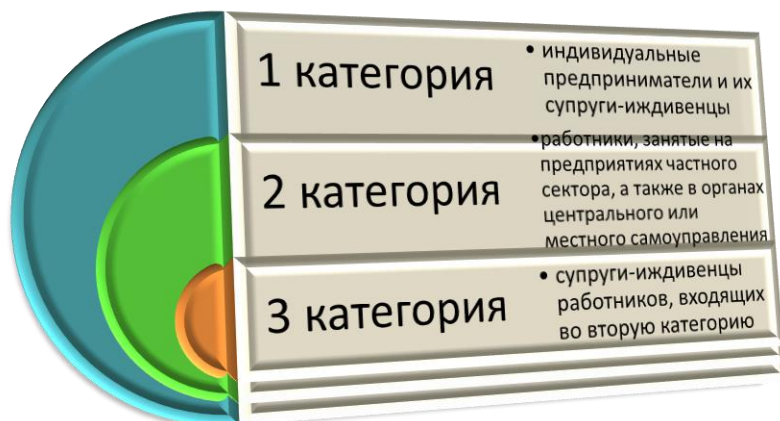 1 категория
• индивидуальные
предприниматели и их
супруги-иждивенцы
2 категория
•работники, занятые на
предприятиях частного
сектора, а также в органах
центрального или
местного самоуправления
3 категория
• супруги-иждивенцы
работников, входящих
во вторую категорию